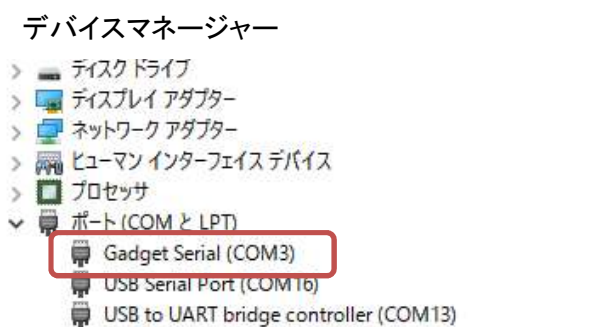 デバイスマネージャー
ディスク ドライブ
ディスプレイ アダプター
ネットワーク アダプター
ヒューマン インターフェイス デバイス
プロセッサ
ポート (COM と LPT)
Gadget Serial (COM3)
USB Serial Port (COM16)
USB to UART bridge controller (COM13)